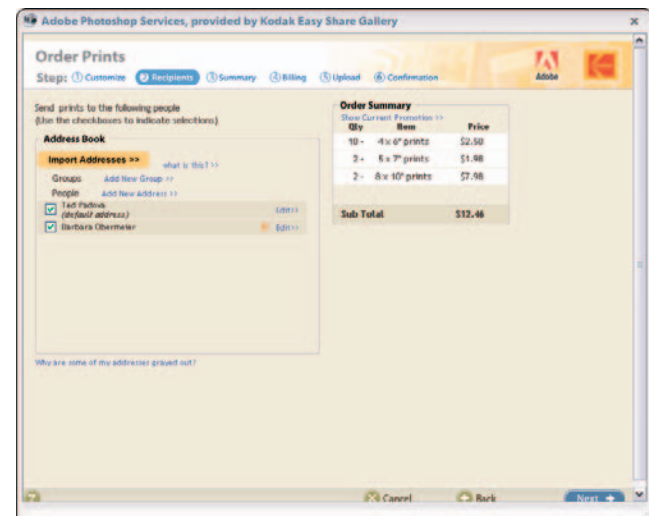 Adobe Photoshop Services, provided by Kodak Easy Share Gallery
Order Prints
Step: 1 Customize 2 Recipients 3 Summary 4 Billing 5 Upload 6 Confirmation
Adobe
Send prints to the following people
(Use the checkboxes to indicate selections)
Address Book
Import Addresses >> what is this? >>
Groups Add New Group >>
People Add New Address >>
Ted Padova Edit>>
(default address)
Barbara Obermeier Edit>>
Why are some of my addresses grayed out?
Order Summary
Show Current Promotion >>
Qty Item Price
10 - 4 x 6" prints $2.50
2 - 5 x 7" prints $1.98
2 - 8 x 10" prints $7.98
Sub Total $12.46
? Cancel Back Next